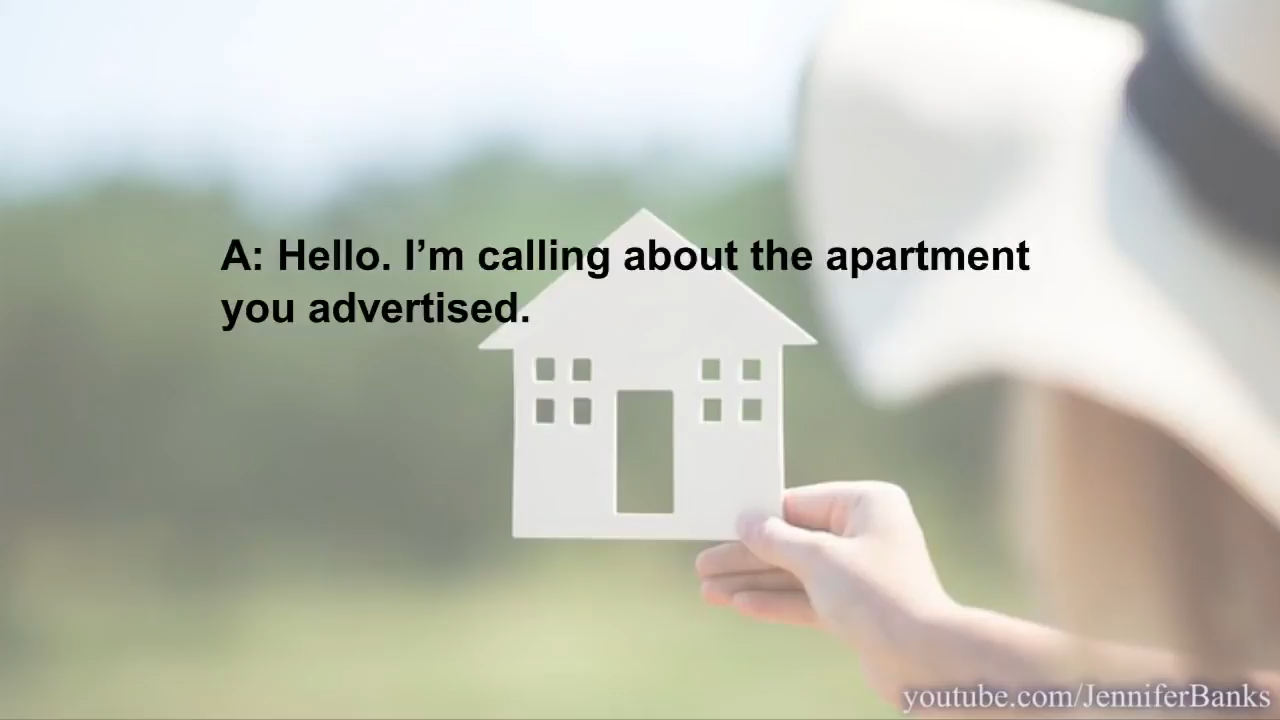 A: Hello. I’m calling about the apartment
you advertised.
youtube.com/JenniferBanks